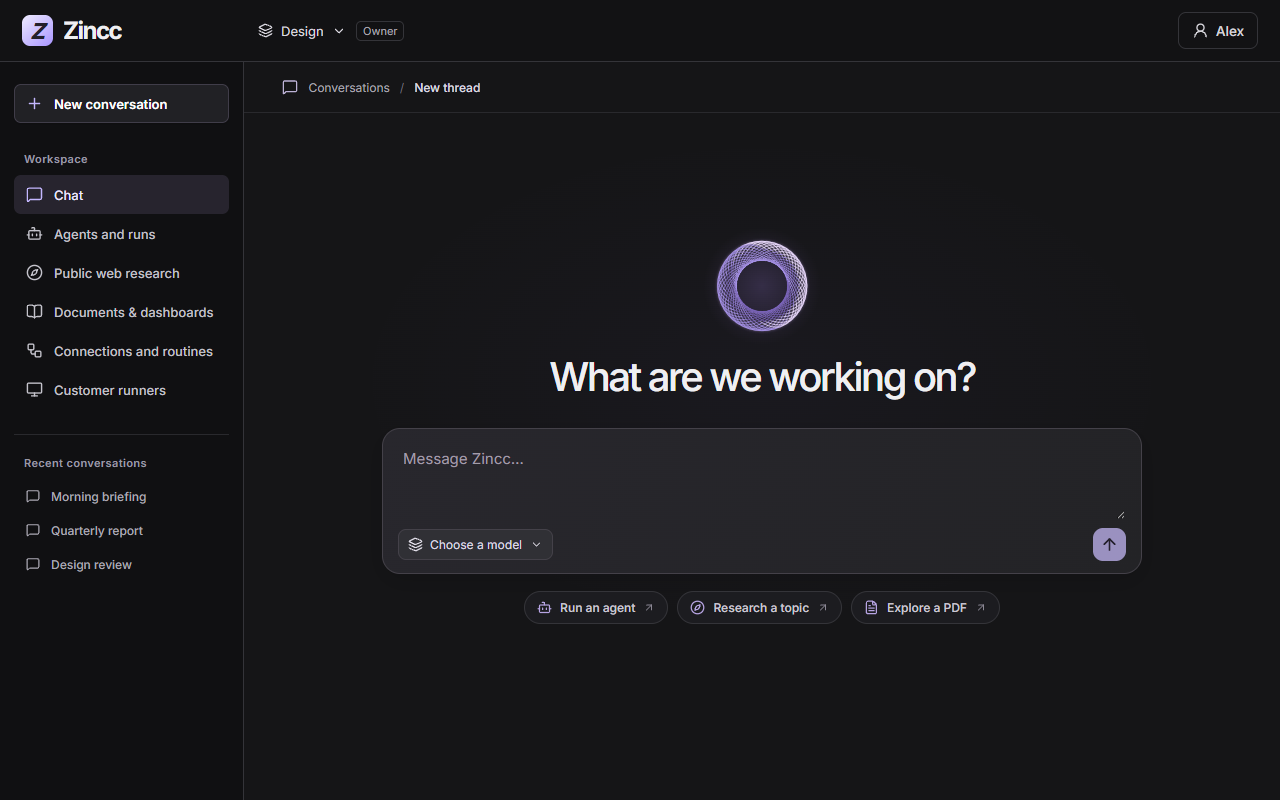 Z Zincc
Design
Owner
Alex
New conversation
Conversations / New thread
Workspace
Chat
Agents and runs
Public web research
Documents & dashboards
Connections and routines
Customer runners
Recent conversations
Morning briefing
Quarterly report
Design review
What are we working on?
Message Zincc...
Choose a model
Run an agent
Research a topic
Explore a PDF